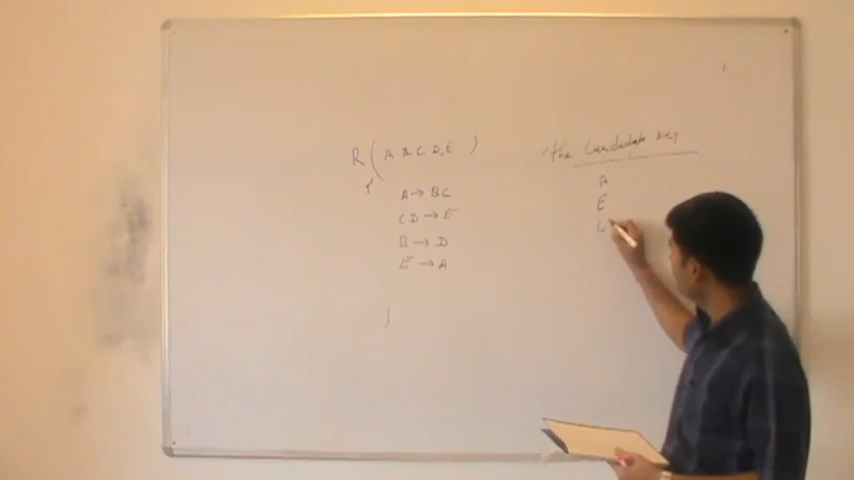 R ( A B C D, E )
{
A → BC
CD → E
B → D
E → A
}
The Candidate Key
A
E
C